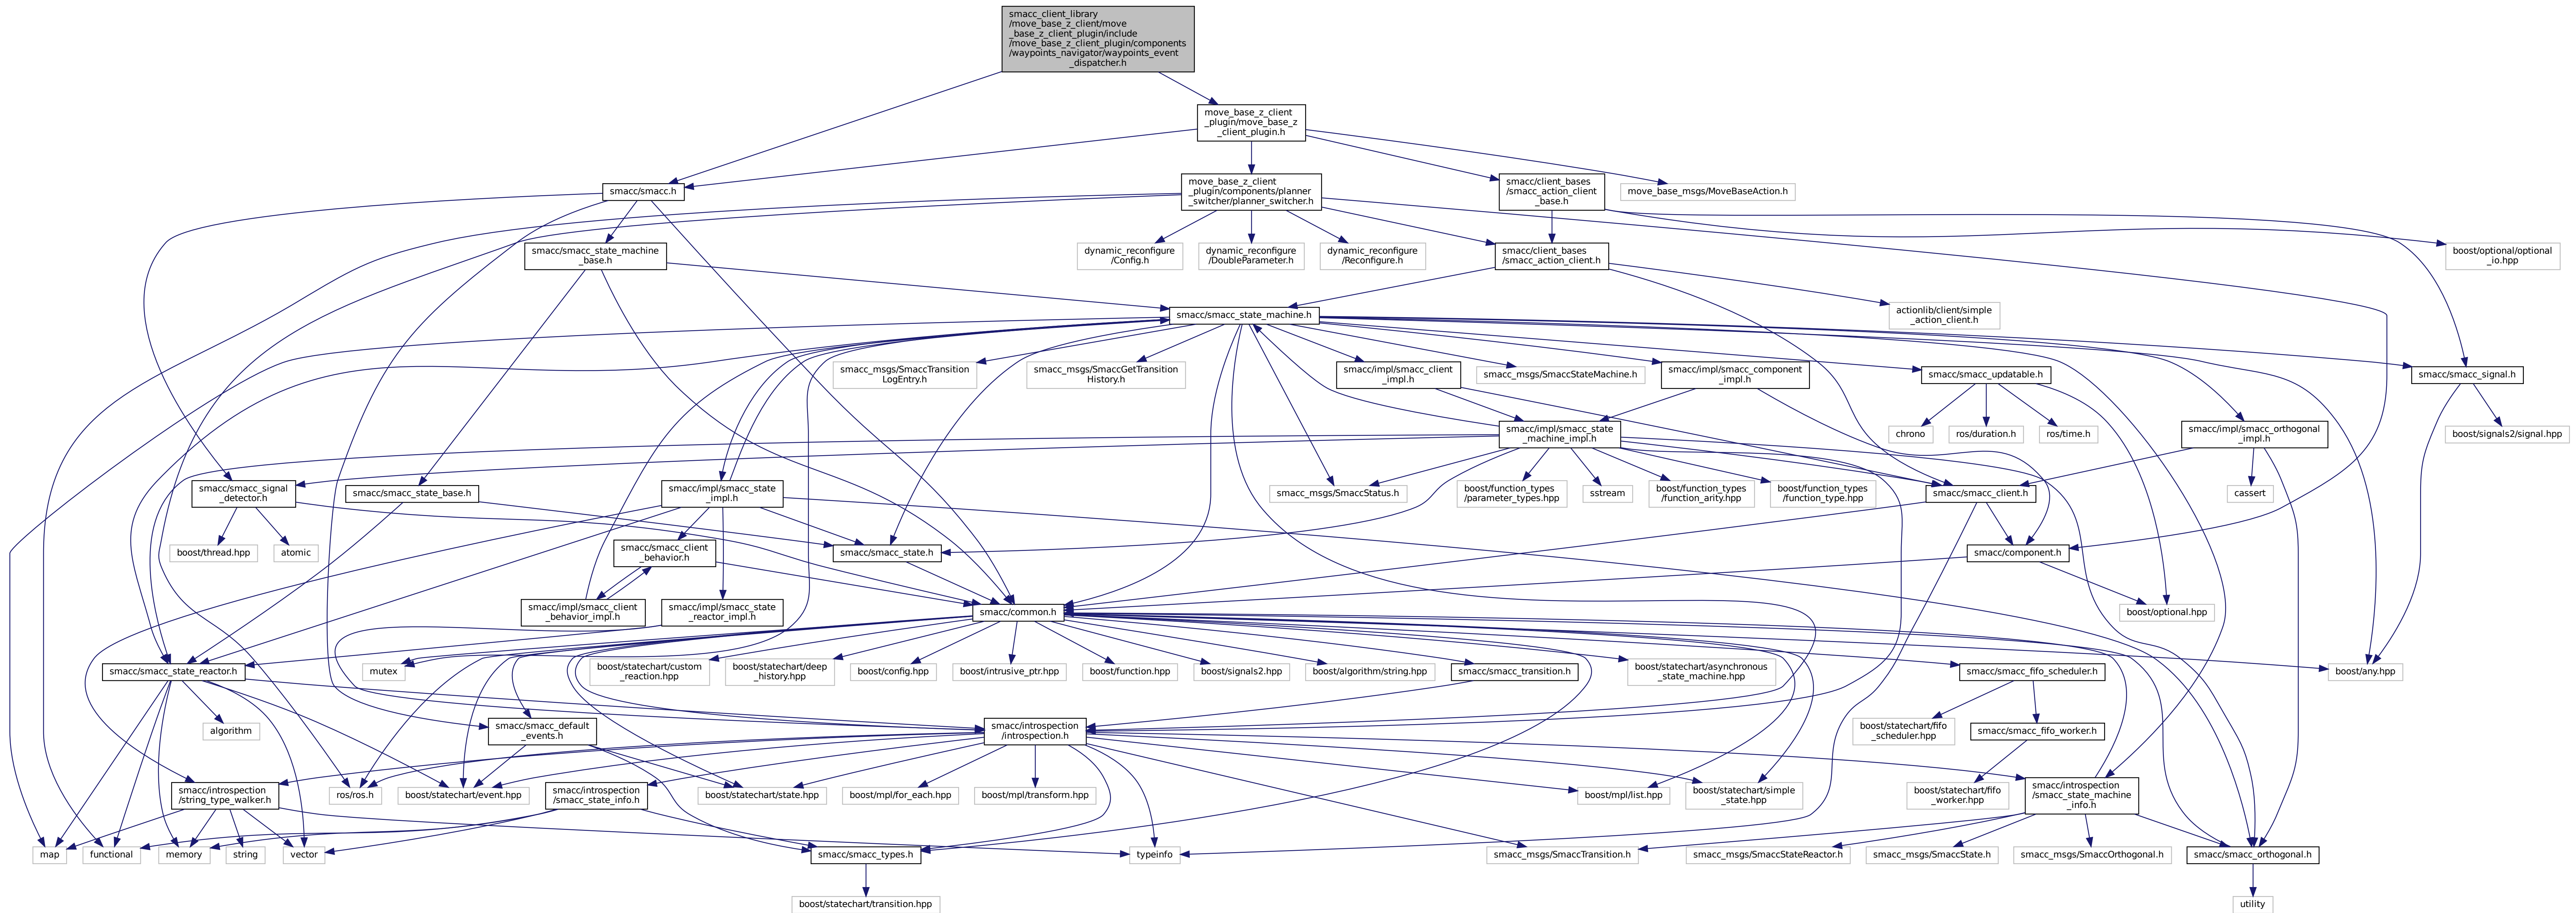 smacc_client_library
/move_base_z_client/move
_base_z_client_plugin/include
/move_base_z_client_plugin/components
/waypoints_navigator/waypoints_event
_dispatcher.h
move_base_z_client
_plugin/move_base_z
_client_plugin.h
smacc/smacc.h
move_base_z_client
_plugin/components/planner
_switcher/planner_switcher.h
smacc/client_bases
/smacc_action_client
_base.h
move_base_msgs/MoveBaseAction.h
smacc/smacc_state_machine
_base.h
dynamic_reconfigure
/Config.h
dynamic_reconfigure
/DoubleParameter.h
dynamic_reconfigure
/Reconfigure.h
smacc/client_bases
/smacc_action_client.h
boost/optional/optional
_io.hpp
smacc/smacc_state_machine.h
actionlib/client/simple
_action_client.h
smacc_msgs/SmaccTransition
LogEntry.h
smacc_msgs/SmaccGetTransition
History.h
smacc/impl/smacc_client
_impl.h
smacc_msgs/SmaccStateMachine.h
smacc/impl/smacc_component
_impl.h
smacc/smacc_updatable.h
smacc/smacc_signal.h
smacc/impl/smacc_state
_machine_impl.h
chrono
ros/duration.h
ros/time.h
smacc/impl/smacc_orthogonal
_impl.h
boost/signals2/signal.hpp
smacc/smacc_signal
_detector.h
smacc/smacc_state_base.h
smacc/impl/smacc_state
_impl.h
smacc_msgs/SmaccStatus.h
boost/function_types
/parameter_types.hpp
sstream
boost/function_types
/function_arity.hpp
boost/function_types
/function_type.hpp
smacc/smacc_client.h
cassert
boost/thread.hpp
atomic
smacc/smacc_client
_behavior.h
smacc/smacc_state.h
smacc/component.h
smacc/impl/smacc_client
_behavior_impl.h
smacc/impl/smacc_state
_reactor_impl.h
smacc/common.h
boost/optional.hpp
smacc/smacc_state_reactor.h
mutex
boost/statechart/custom
_reaction.hpp
boost/statechart/deep
_history.hpp
boost/config.hpp
boost/intrusive_ptr.hpp
boost/function.hpp
boost/signals2.hpp
boost/algorithm/string.hpp
smacc/smacc_transition.h
boost/statechart/asynchronous
_state_machine.hpp
smacc/smacc_fifo_scheduler.h
boost/any.hpp
algorithm
smacc/smacc_default
_events.h
smacc/introspection
/introspection.h
boost/statechart/fifo
_scheduler.hpp
smacc/smacc_fifo_worker.h
smacc/introspection
/string_type_walker.h
ros/ros.h
boost/statechart/event.hpp
smacc/introspection
/smacc_state_info.h
boost/statechart/state.hpp
boost/mpl/for_each.hpp
boost/mpl/transform.hpp
boost/mpl/list.hpp
boost/statechart/simple
_state.hpp
boost/statechart/fifo
_worker.hpp
smacc/introspection
/smacc_state_machine
_info.h
map
functional
memory
string
vector
smacc/smacc_types.h
typeinfo
smacc_msgs/SmaccTransition.h
smacc_msgs/SmaccStateReactor.h
smacc_msgs/SmaccState.h
smacc_msgs/SmaccOrthogonal.h
smacc/smacc_orthogonal.h
boost/statechart/transition.hpp
utility